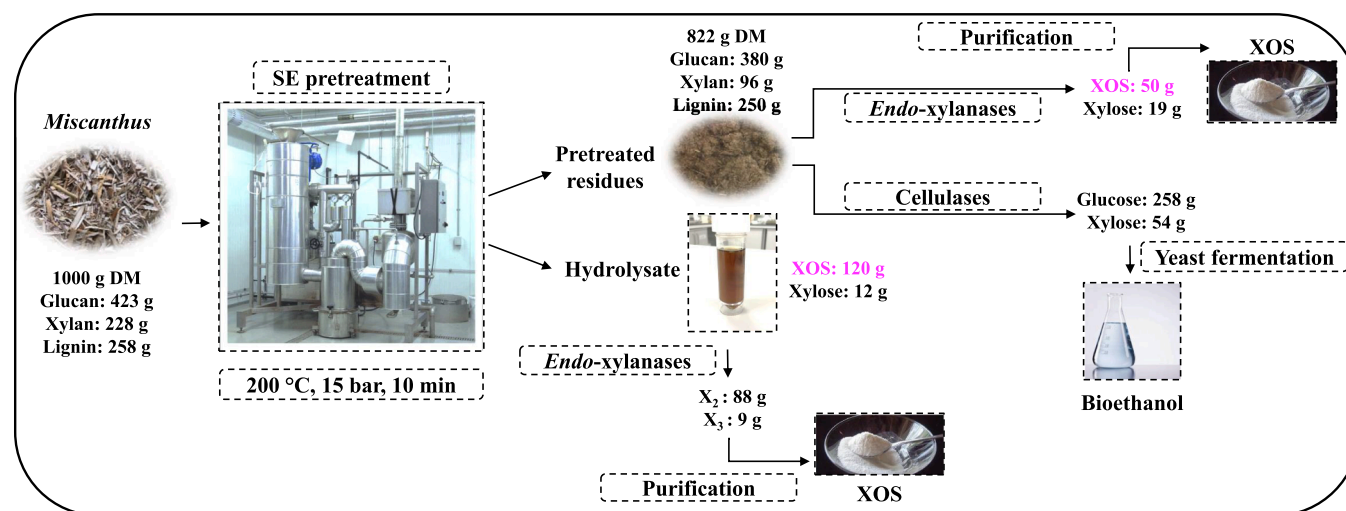 Miscanthus
1000 g DM
Glucan: 423 g
Xylan: 228 g
Lignin: 258 g
SE pretreatment
200 °C, 15 bar, 10 min
Pretreated
residues
822 g DM
Glucan: 380 g
Xylan: 96 g
Lignin: 250 g
Endo-xylanases
Purification
XOS: 50 g
Xylose: 19 g
XOS
Cellulases
Glucose: 258 g
Xylose: 54 g
Yeast fermentation
Bioethanol
Hydrolysate
XOS: 120 g
Xylose: 12 g
Endo-xylanases
X₂ : 88 g
X₃ : 9 g
Purification
XOS